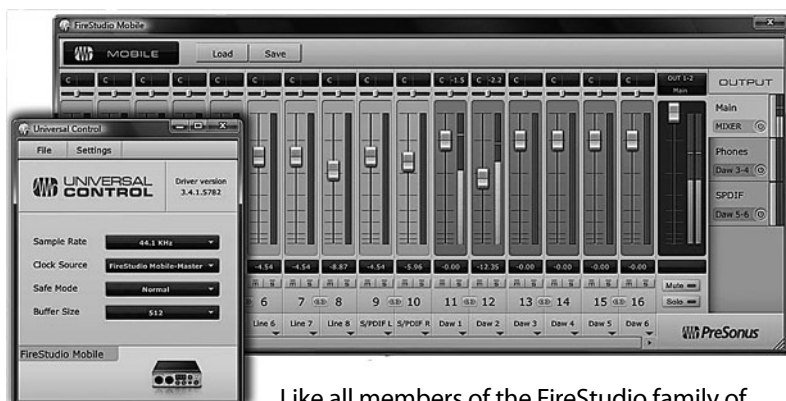 FireStudio Mobile
MOBILE
Load Save
C C C C C C C C C -1.5 C -2.2 C C C C
OUT 1-2
Main
OUTPUT
Main
MIXER
Phones
Daw 3-4
SPDIF
Daw 5-6
-4.54 -4.54 -8.87 -4.54 -5.96 -0.00 -12.35 -0.00 -0.00 -0.00 -0.00
6 7 8 9 10 11 12 13 14 15 16
Mute
Solo
Line 6 Line 7 Line 8 S/PDIF L S/PDIF R Daw 1 Daw 2 Daw 3 Daw 4 Daw 5 Daw 6
PreSonus
Universal Control
File Settings
UNIVERSAL
CONTROL
Driver version
3.4.1.5782
Sample Rate 44.1 KHz
Clock Source FireStudio Mobile-Master
Safe Mode Normal
Buffer Size 512
FireStudio Mobile
Like all members of the FireStudio family of